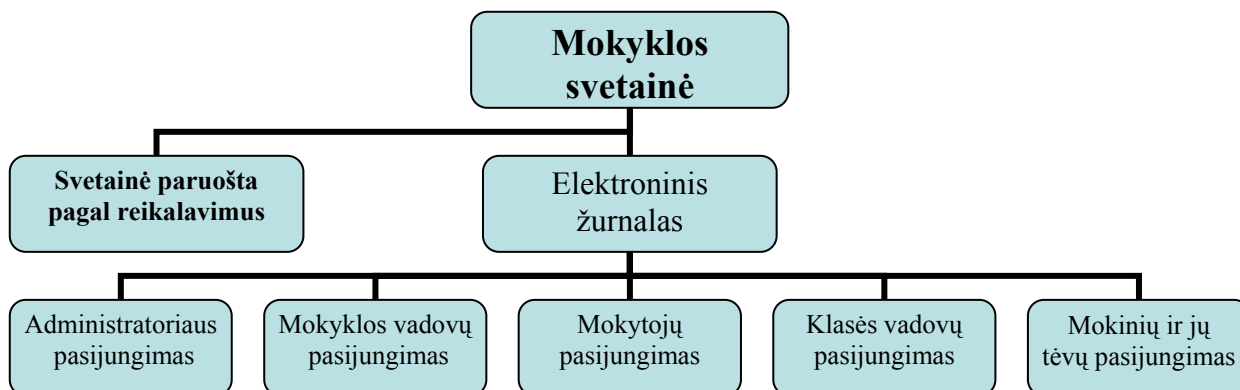 Mokyklos
svetainė
Svetainė paruošta
pagal reikalavimus
Elektroninis
žurnalas
Administratoriaus
pasijungimas
Mokyklos vadovų
pasijungimas
Mokytojų
pasijungimas
Klasės vadovų
pasijungimas
Mokinių ir jų
tėvų pasijungimas